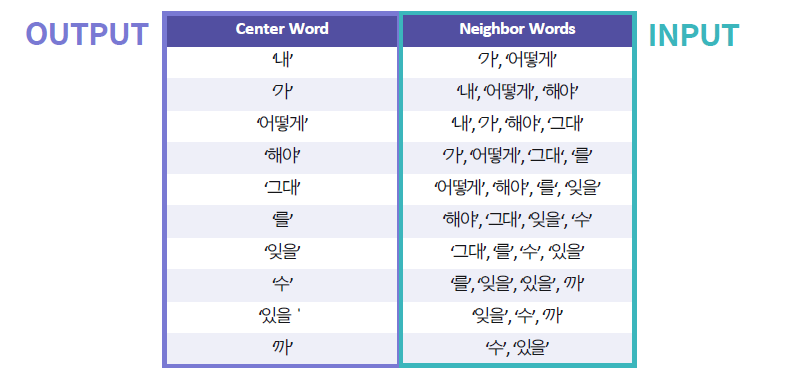 OUTPUT
Center Word Neighbor Words
INPUT
‘내’ ‘가’, ‘어떻게’
‘가’ ‘내’, ‘어떻게’, ‘해야’
‘어떻게’ ‘내’, ‘가’, ‘해야’, ‘그대’
‘해야’ ‘가’, ‘어떻게’, ‘그대‘, ‘를’
‘그대’ ‘어떻게’, ‘해야’, ‘를‘, ‘잊을’
‘를’ ‘해야’, ‘그대’, ‘잊을‘, ‘수’
‘잊을’ ‘그대’, ‘를’, ‘수‘, ‘있을’
‘수’ ‘를’, ‘잊을’, ‘있을’, ‘까’
‘있을 ' ‘잊을’, ‘수’, ‘까’
‘까’ ‘수’, ‘있을’